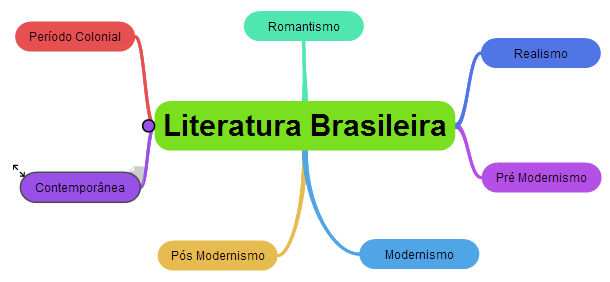 Romantismo
Período Colonial
Realismo
Literatura Brasileira
Contemporânea
Pré Modernismo
Pós Modernismo
Modernismo